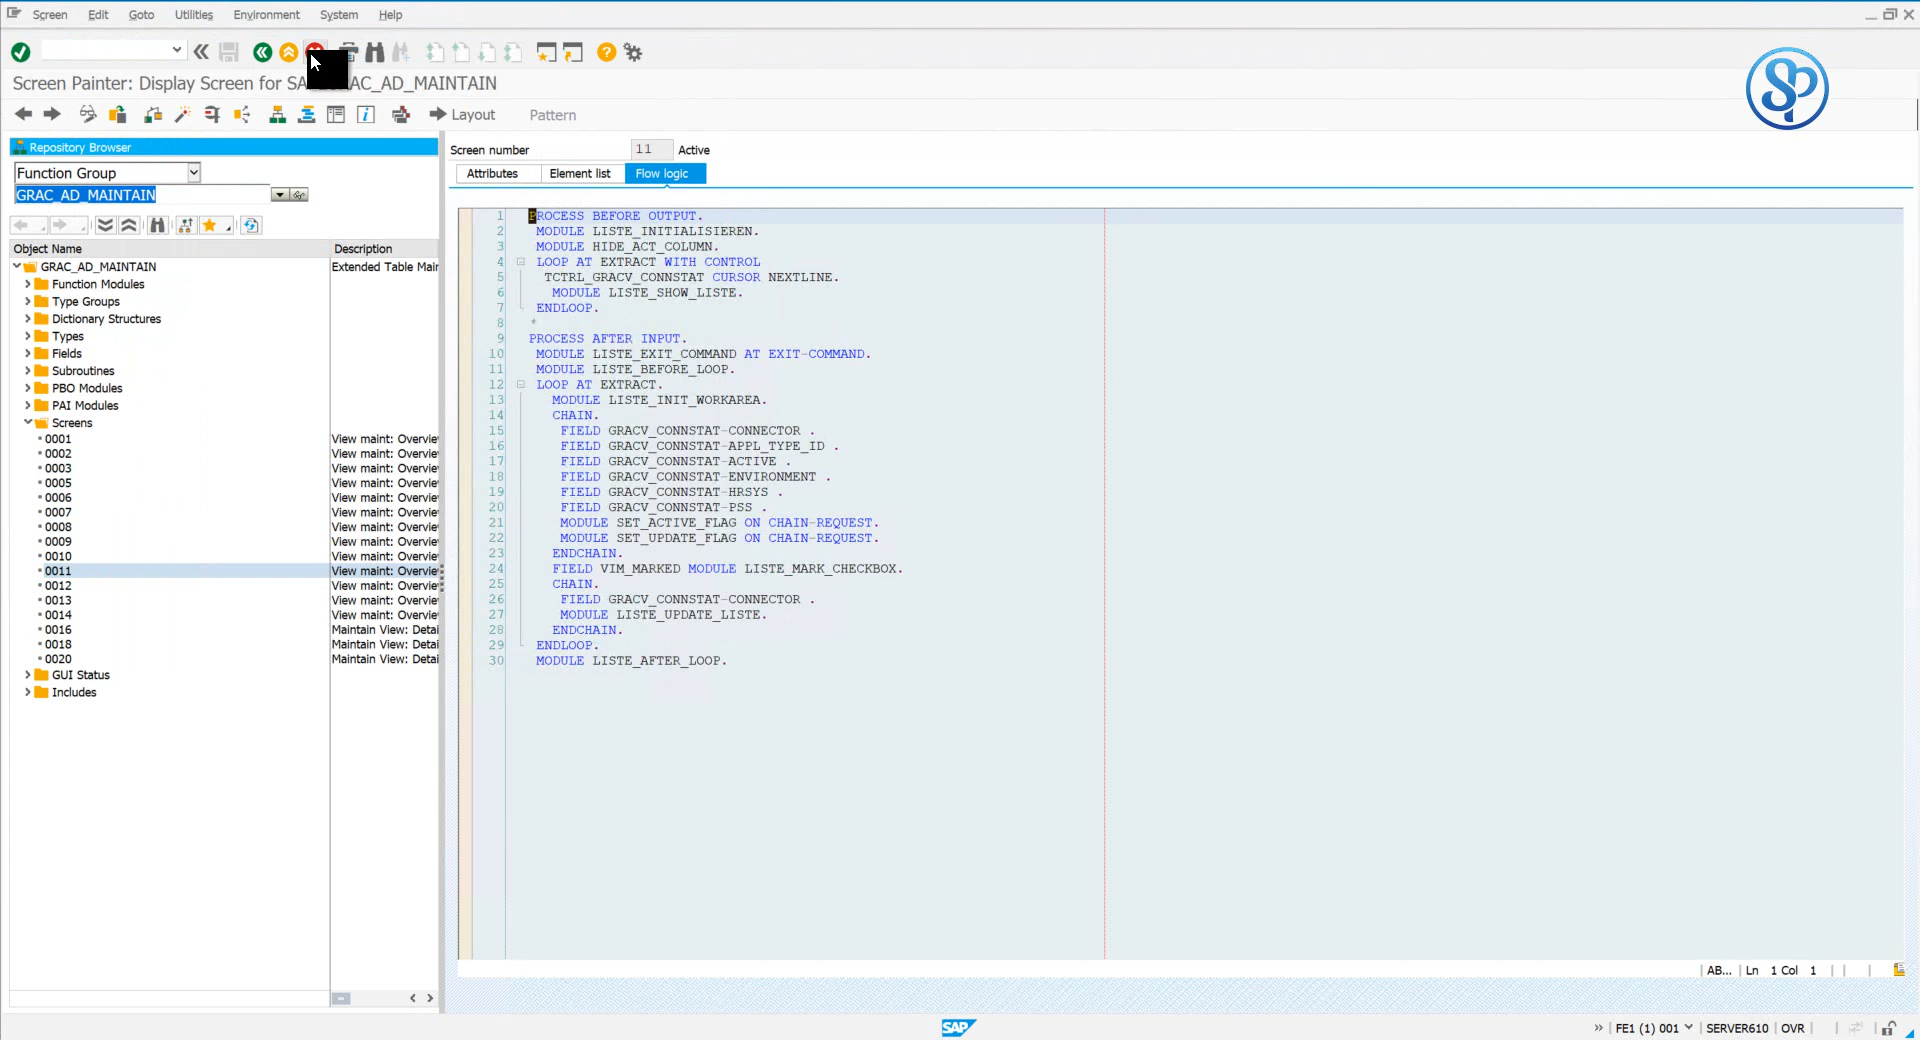 Screen Edit Goto Utilities Environment System Help
Screen Painter: Display Screen for SA GRAC_AD_MAINTAIN
Layout Pattern
SP
Repository Browser
Function Group
GRAC_AD_MAINTAIN
Object Name Description
GRAC_AD_MAINTAIN Extended Table Mair
Function Modules
Type Groups
Dictionary Structures
Types
Fields
Subroutines
PBO Modules
PAI Modules
Screens
0001 View maint: Overvie
0002 View maint: Overvie
0003 View maint: Overvie
0005 View maint: Overvie
0006 View maint: Overvie
0007 View maint: Overvie
0008 View maint: Overvie
0009 View maint: Overvie
0010 View maint: Overvie
0011 View maint: Overvie
0012 View maint: Overvie
0013 View maint: Overvie
0014 View maint: Overvie
0016 Maintain View: Detai
0018 Maintain View: Detai
0020 Maintain View: Detai
GUI Status
Includes
Screen number 11 Active
Attributes Element list Flow logic
1 PROCESS BEFORE OUTPUT.
2 MODULE LISTE_INITIALISIEREN.
3 MODULE HIDE_ACT_COLUMN.
4 LOOP AT EXTRACT WITH CONTROL
5 TCTRL_GRACV_CONNSTAT CURSOR NEXTLINE.
6 MODULE LISTE_SHOW_LISTE.
7 ENDLOOP.
8 *
9 PROCESS AFTER INPUT.
10 MODULE LISTE_EXIT_COMMAND AT EXIT-COMMAND.
11 MODULE LISTE_BEFORE_LOOP.
12 LOOP AT EXTRACT.
13 MODULE LISTE_INIT_WORKAREA.
14 CHAIN.
15 FIELD GRACV_CONNSTAT-CONNECTOR .
16 FIELD GRACV_CONNSTAT-APPL_TYPE_ID .
17 FIELD GRACV_CONNSTAT-ACTIVE .
18 FIELD GRACV_CONNSTAT-ENVIRONMENT .
19 FIELD GRACV_CONNSTAT-HRSYS .
20 FIELD GRACV_CONNSTAT-PSS .
21 MODULE SET_ACTIVE_FLAG ON CHAIN-REQUEST.
22 MODULE SET_UPDATE_FLAG ON CHAIN-REQUEST.
23 ENDCHAIN.
24 FIELD VIM_MARKED MODULE LISTE_MARK_CHECKBOX.
25 CHAIN.
26 FIELD GRACV_CONNSTAT-CONNECTOR .
27 MODULE LISTE_UPDATE_LISTE.
28 ENDCHAIN.
29 ENDLOOP.
30 MODULE LISTE_AFTER_LOOP.
AB... Ln 1 Col 1
SAP
FE1 (1) 001 SERVER610 OVR